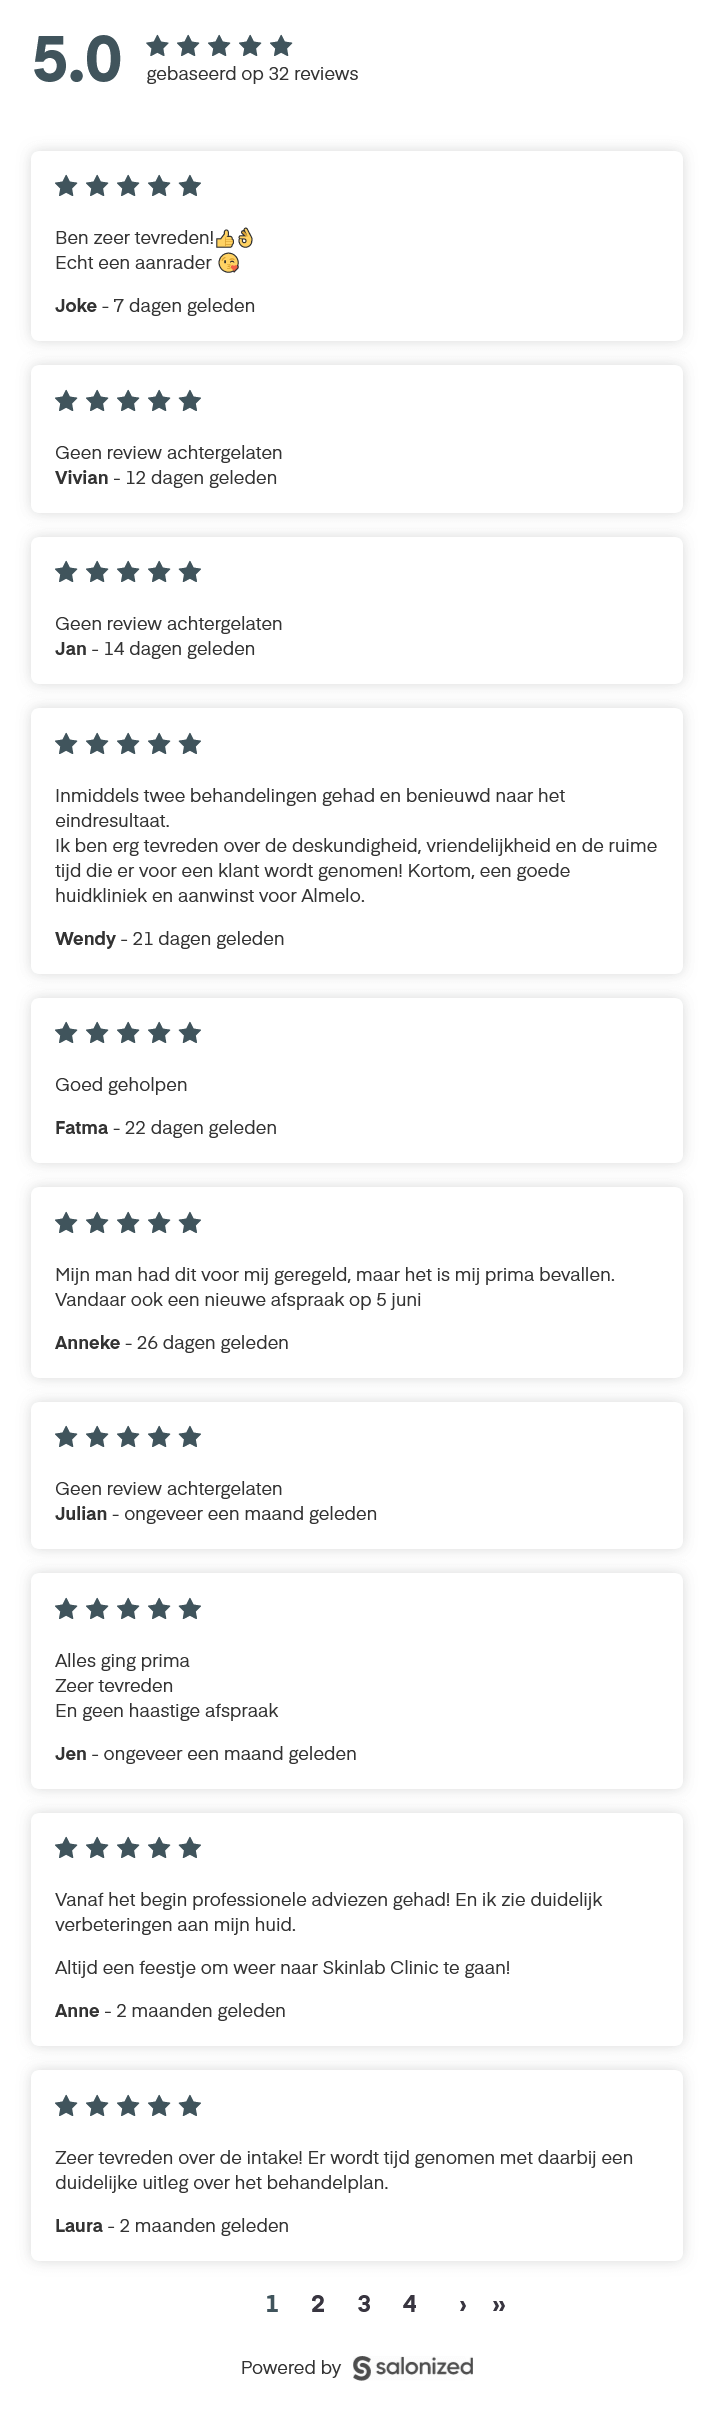 5.0
gebaseerd op 32 reviews
Ben zeer tevreden!👍👌
Echt een aanrader 😘
Joke - 7 dagen geleden
Geen review achtergelaten
Vivian - 12 dagen geleden
Geen review achtergelaten
Jan - 14 dagen geleden
Inmiddels twee behandelingen gehad en benieuwd naar het
eindresultaat.
Ik ben erg tevreden over de deskundigheid, vriendelijkheid en de ruime
tijd die er voor een klant wordt genomen! Kortom, een goede
huidkliniek en aanwinst voor Almelo.
Wendy - 21 dagen geleden
Goed geholpen
Fatma - 22 dagen geleden
Mijn man had dit voor mij geregeld, maar het is mij prima bevallen.
Vandaar ook een nieuwe afspraak op 5 juni
Anneke - 26 dagen geleden
Geen review achtergelaten
Julian - ongeveer een maand geleden
Alles ging prima
Zeer tevreden
En geen haastige afspraak
Jen - ongeveer een maand geleden
Vanaf het begin professionele adviezen gehad! En ik zie duidelijk
verbeteringen aan mijn huid.
Altijd een feestje om weer naar Skinlab Clinic te gaan!
Anne - 2 maanden geleden
Zeer tevreden over de intake! Er wordt tijd genomen met daarbij een
duidelijke uitleg over het behandelplan.
Laura - 2 maanden geleden
1 2 3 4 › »
Powered by salonized